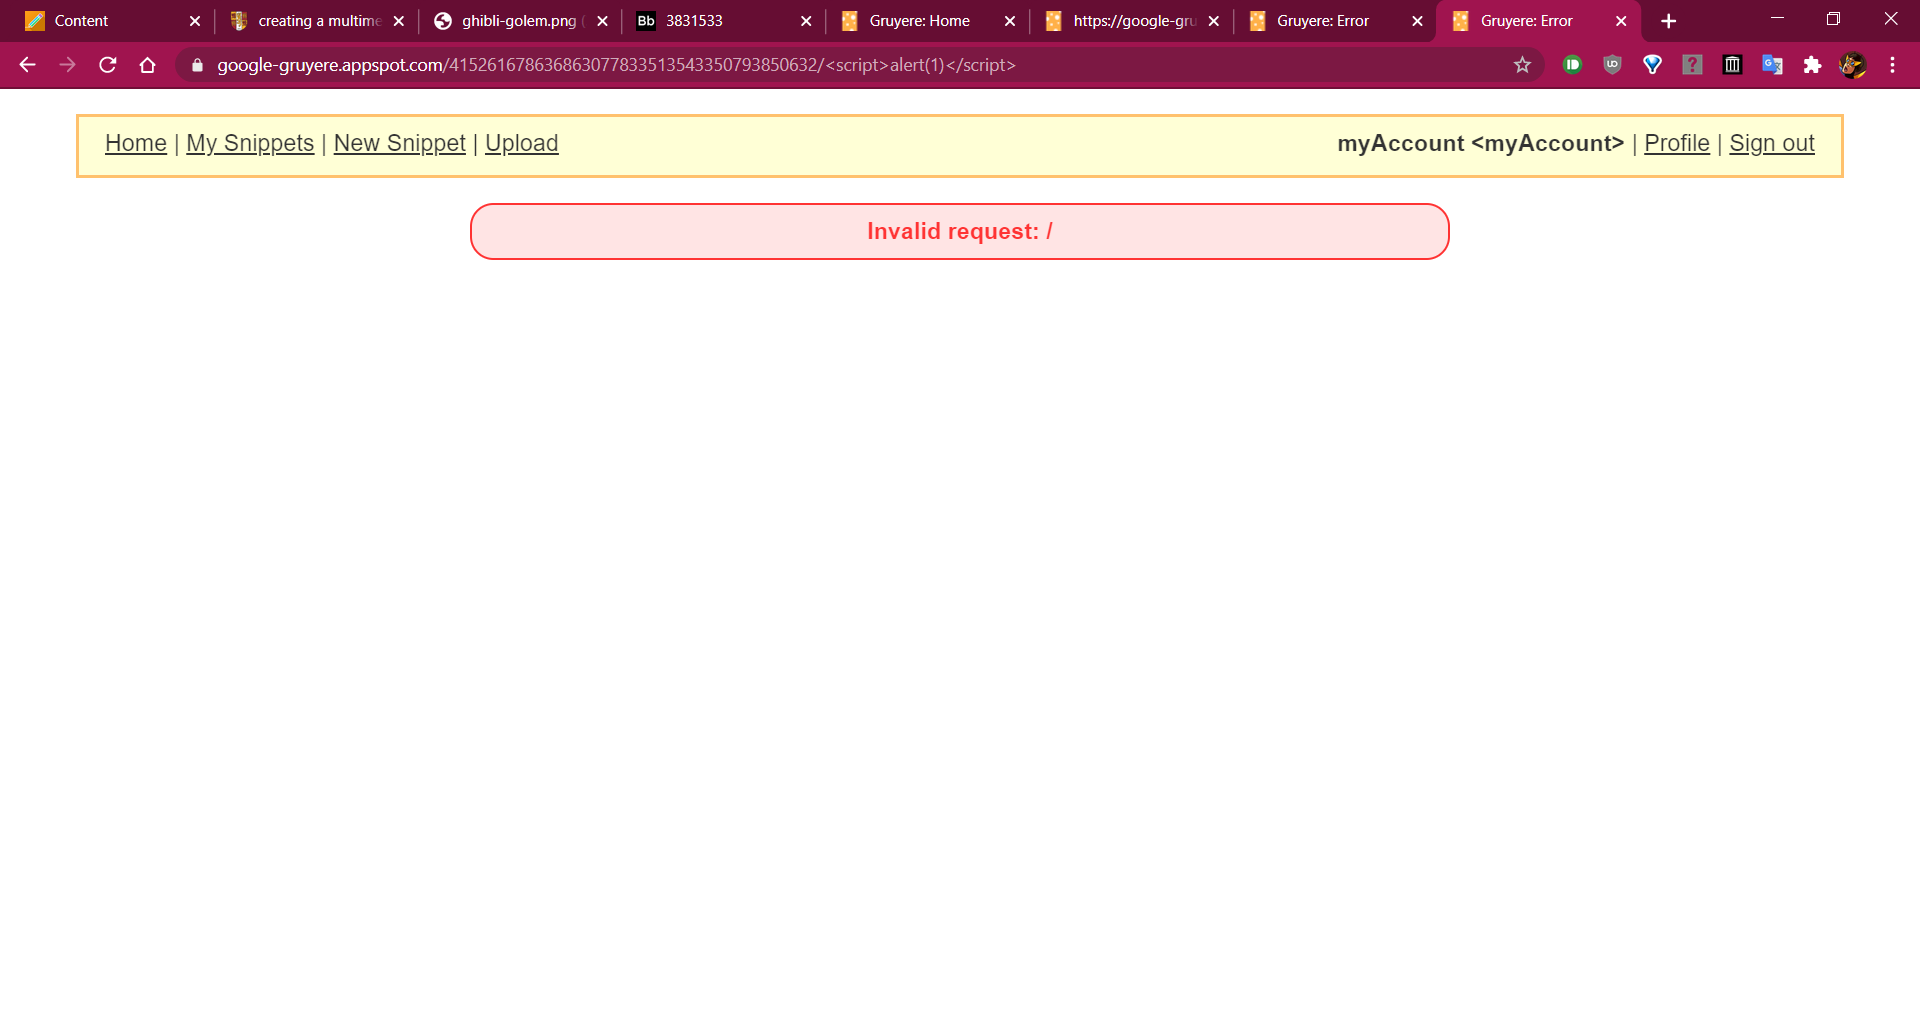 Content
creating a multime
ghibli-golem.png (
Bb 3831533
Gruyere: Home
https://google-gru
Gruyere: Error
Gruyere: Error
google-gruyere.appspot.com/415261678636863077833513543350793850632/<script>alert(1)</script>
Home | My Snippets | New Snippet | Upload
myAccount <myAccount> | Profile | Sign out
Invalid request: /